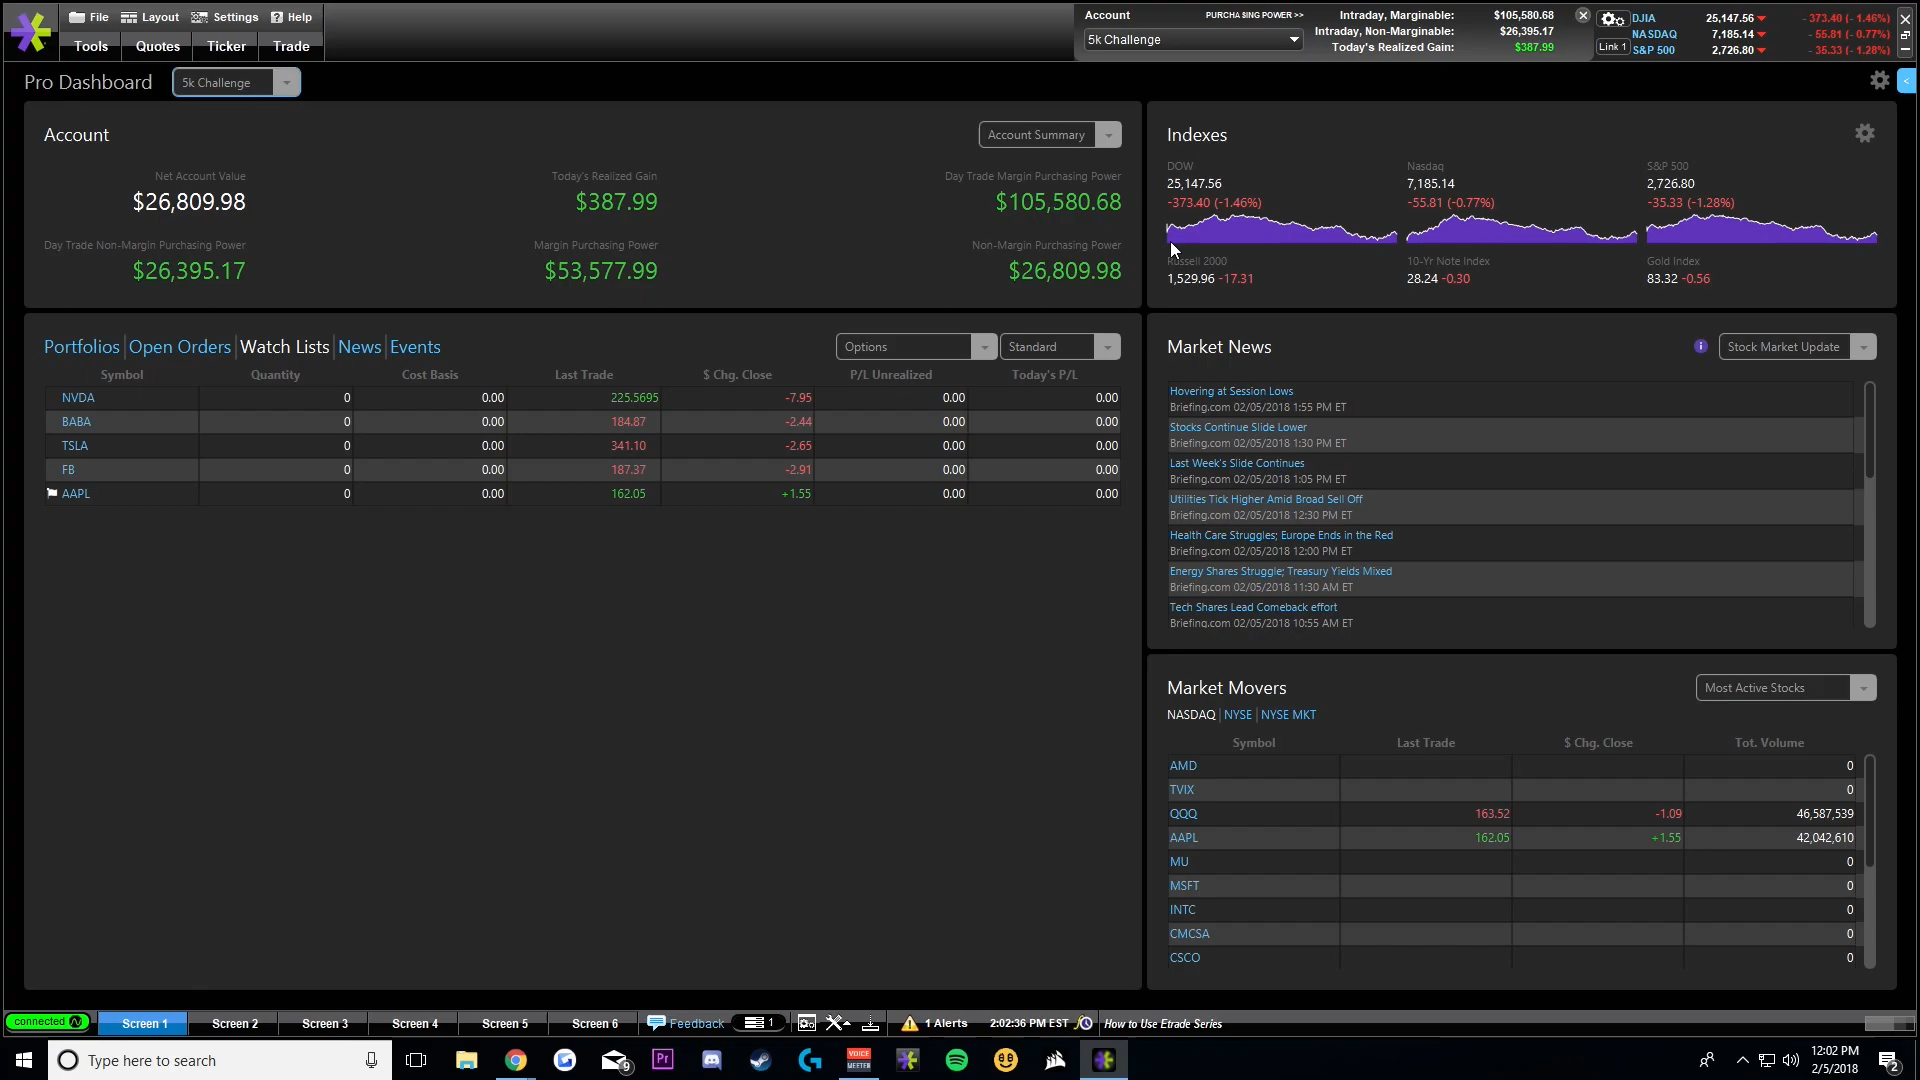 File Layout Settings ? Help
Tools Quotes Ticker Trade
Account PURCHASING POWER >>
5k Challenge
Intraday, Marginable: $105,580.68
Intraday, Non-Marginable: $26,395.17
Today's Realized Gain: $387.99
Link 1
DJIA 25,147.56 - 373.40 ( - 1.46%)
NASDAQ 7,185.14 - 55.81 ( - 0.77%)
S&P 500 2,726.80 - 35.33 ( - 1.28%)
Pro Dashboard 5k Challenge
<
Account Account Summary
Net Account Value Today's Realized Gain Day Trade Margin Purchasing Power
$26,809.98 $387.99 $105,580.68
Day Trade Non-Margin Purchasing Power Margin Purchasing Power Non-Margin Purchasing Power
$26,395.17 $53,577.99 $26,809.98
Indexes
DOW Nasdaq S&P 500
25,147.56 7,185.14 2,726.80
-373.40 (-1.46%) -55.81 (-0.77%) -35.33 (-1.28%)
Russell 2000 10-Yr Note Index Gold Index
1,529.96 -17.31 28.24 -0.30 83.32 -0.56
Portfolios Open Orders Watch Lists News Events Options Standard
Symbol Quantity Cost Basis Last Trade $ Chg. Close P/L Unrealized Today's P/L
NVDA 0 0.00 225.5695 -7.95 0.00 0.00
BABA 0 0.00 184.87 -2.44 0.00 0.00
TSLA 0 0.00 341.10 -2.65 0.00 0.00
FB 0 0.00 187.37 -2.91 0.00 0.00
AAPL 0 0.00 162.05 +1.55 0.00 0.00
Market News i Stock Market Update
Hovering at Session Lows
Briefing.com 02/05/2018 1:55 PM ET
Stocks Continue Slide Lower
Briefing.com 02/05/2018 1:30 PM ET
Last Week's Slide Continues
Briefing.com 02/05/2018 1:05 PM ET
Utilities Tick Higher Amid Broad Sell Off
Briefing.com 02/05/2018 12:30 PM ET
Health Care Struggles; Europe Ends in the Red
Briefing.com 02/05/2018 12:00 PM ET
Energy Shares Struggle; Treasury Yields Mixed
Briefing.com 02/05/2018 11:30 AM ET
Tech Shares Lead Comeback effort
Briefing.com 02/05/2018 10:55 AM ET
Market Movers Most Active Stocks
NASDAQ NYSE NYSE MKT
Symbol Last Trade $ Chg. Close Tot. Volume
AMD 0
TVIX 0
QQQ 163.52 -1.09 46,587,539
AAPL 162.05 +1.55 42,042,610
MU 0
MSFT 0
INTC 0
CMCSA 0
CSCO 0
connected Screen 1 Screen 2 Screen 3 Screen 4 Screen 5 Screen 6 Feedback 1 1 Alerts 2:02:36 PM EST How to Use Etrade Series
Type here to search 9 Pr VOICE MEETER 12:02 PM
2/5/2018 2